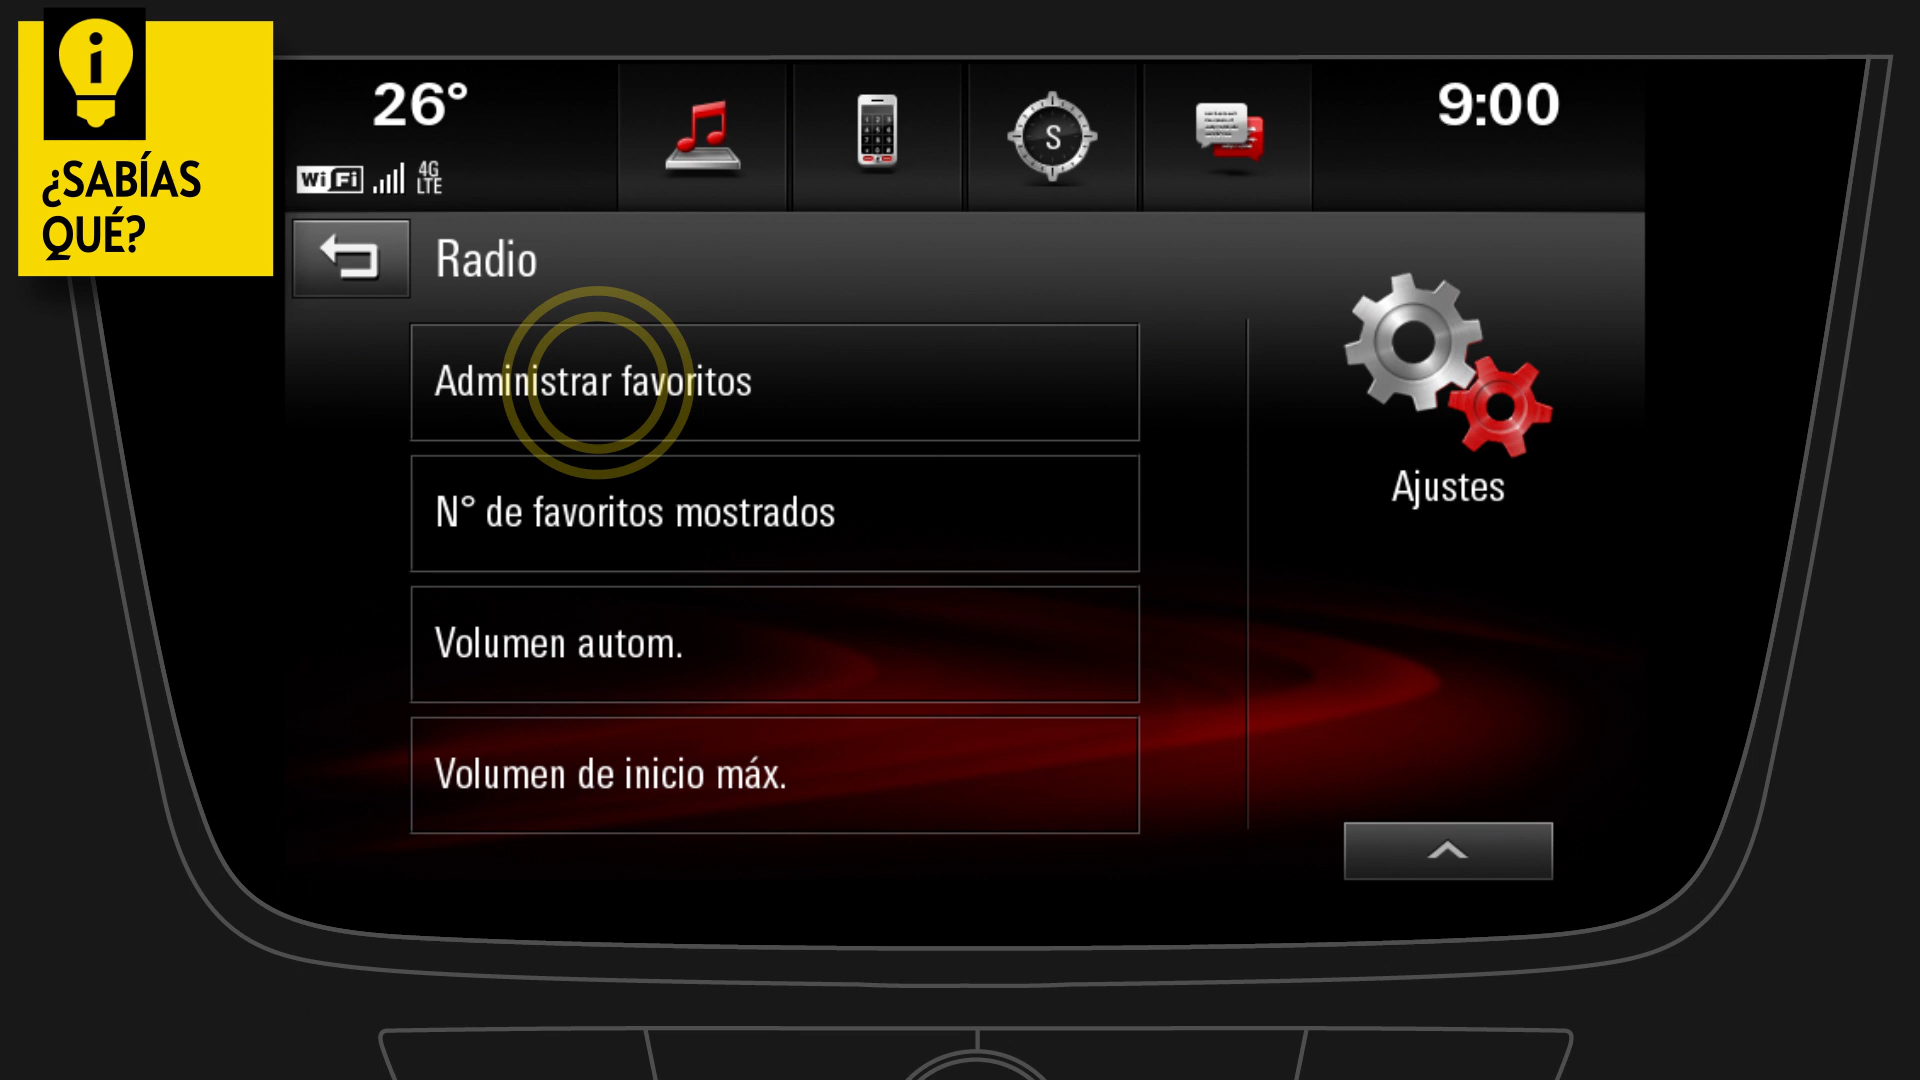 ¿SABÍAS
QUÉ?
26°
WiFi 4G
LTE
S
9:00
Radio
Administrar favoritos
N° de favoritos mostrados
Volumen autom.
Volumen de inicio máx.
Ajustes